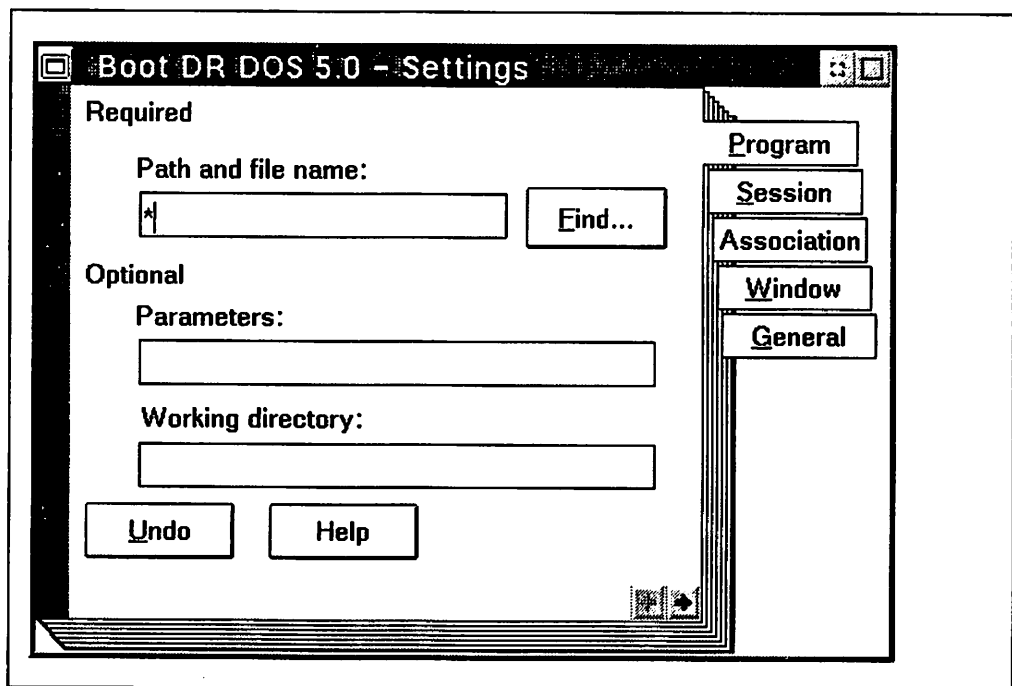 Boot DR DOS 5.0 - Settings
Required
Path and file name:
*
Find...
Optional
Parameters:
Working directory:
Undo
Help
Program
Session
Association
Window
General